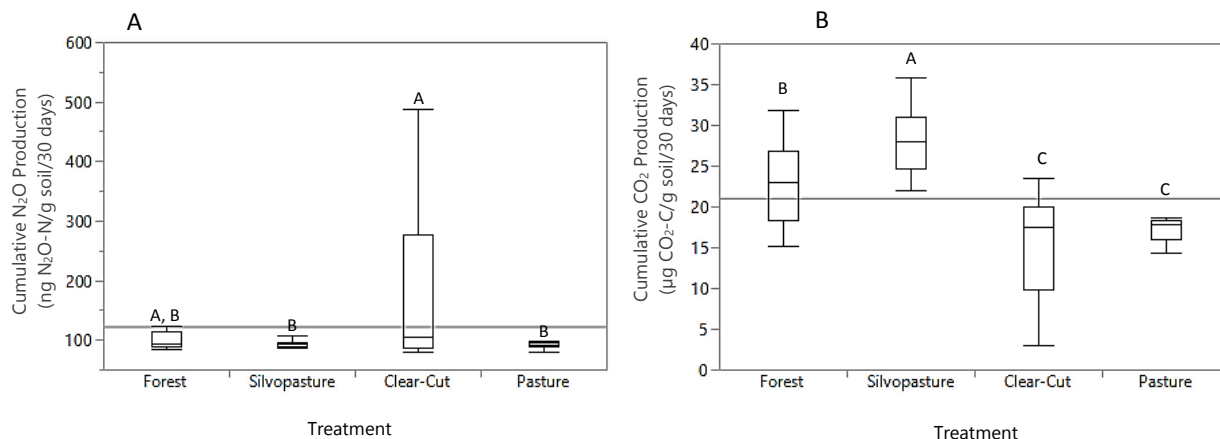 A
Cumulative N₂O Production
(ng N₂O-N/g soil/30 days)
600
500
400
300
200
100
A, B
B
A
B
Forest
Silvopasture
Clear-Cut
Pasture
Treatment
B
Cumulative CO₂ Production
(µg CO₂-C/g soil/30 days)
40
35
30
25
20
15
10
5
0
B
A
C
C
Forest
Silvopasture
Clear-Cut
Pasture
Treatment